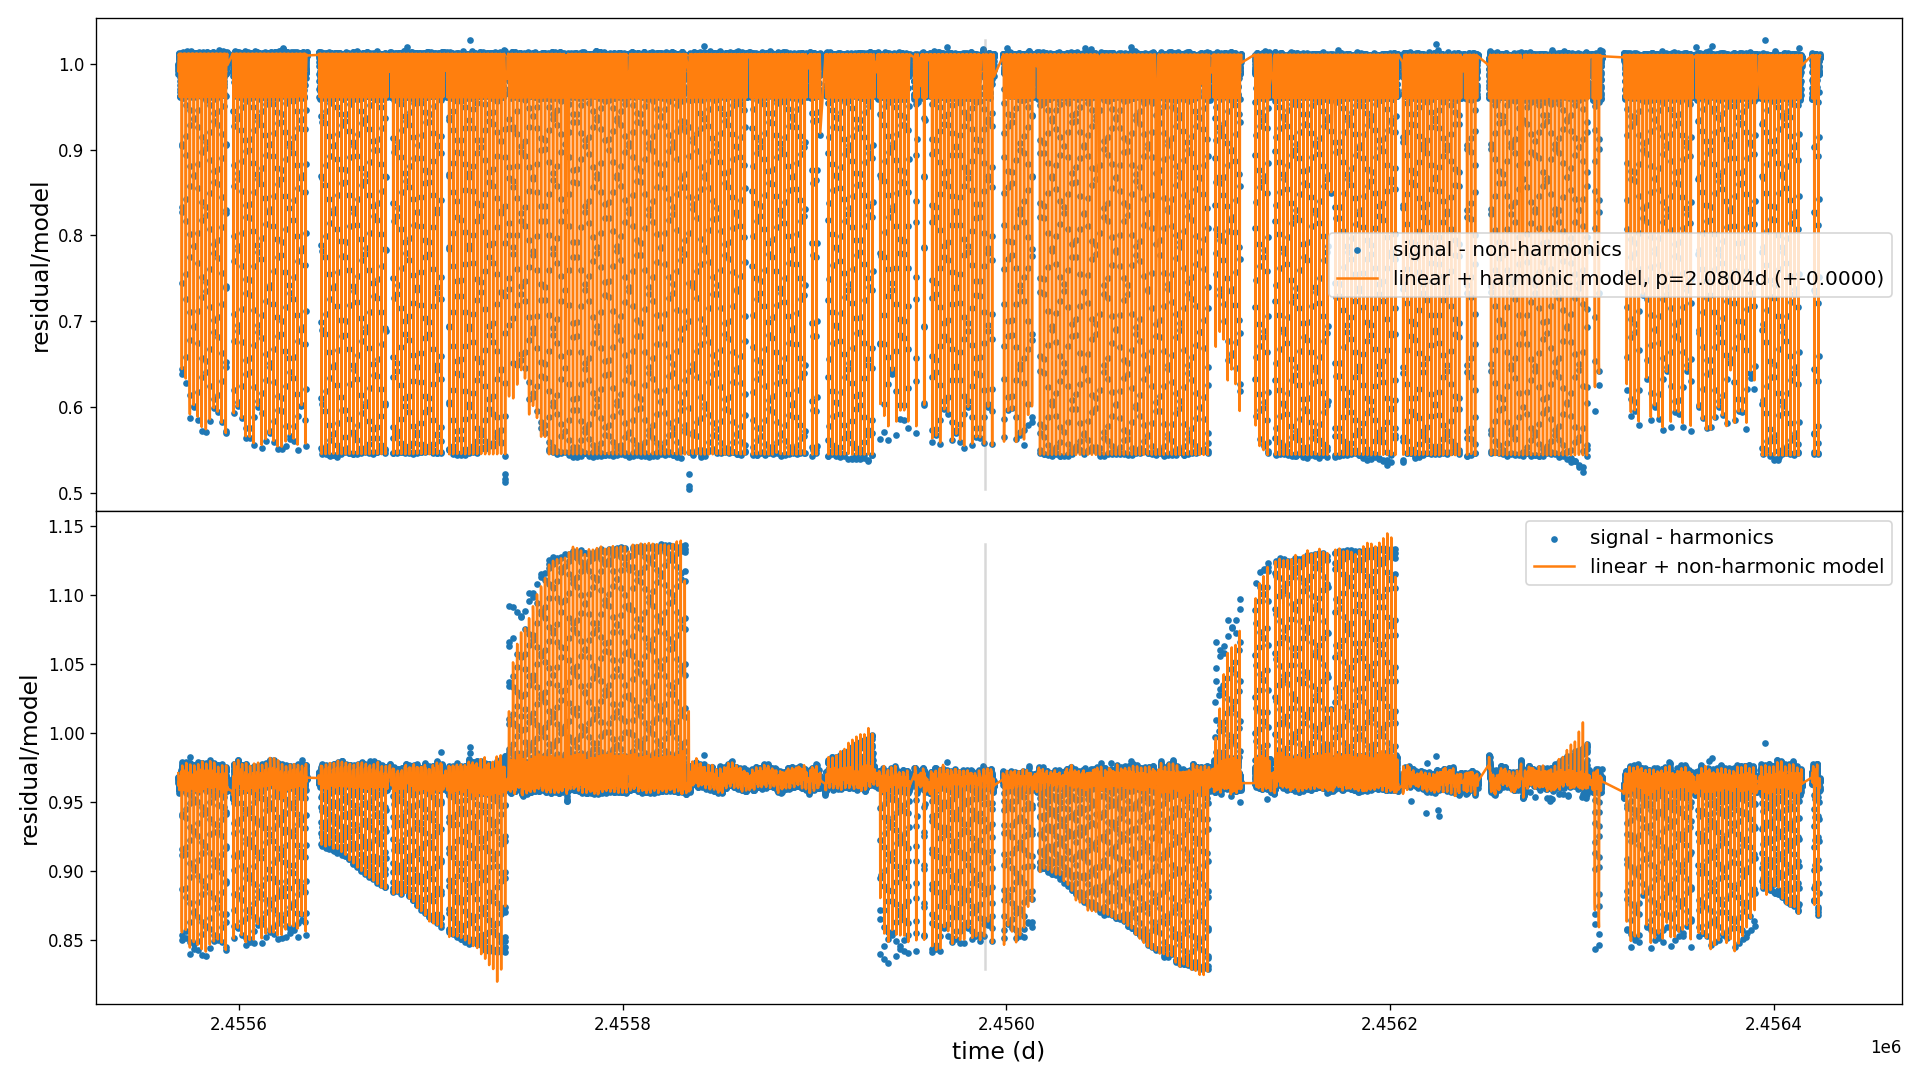 1.0
0.9
0.8
0.7
0.6
0.5
residual/model
signal - non-harmonics
linear + harmonic model, p=2.0804d (+-0.0000)
1.15
1.10
1.05
1.00
0.95
0.90
0.85
residual/model
signal - harmonics
linear + non-harmonic model
2.4556
2.4558
2.4560
2.4562
2.4564
time (d)
1e6